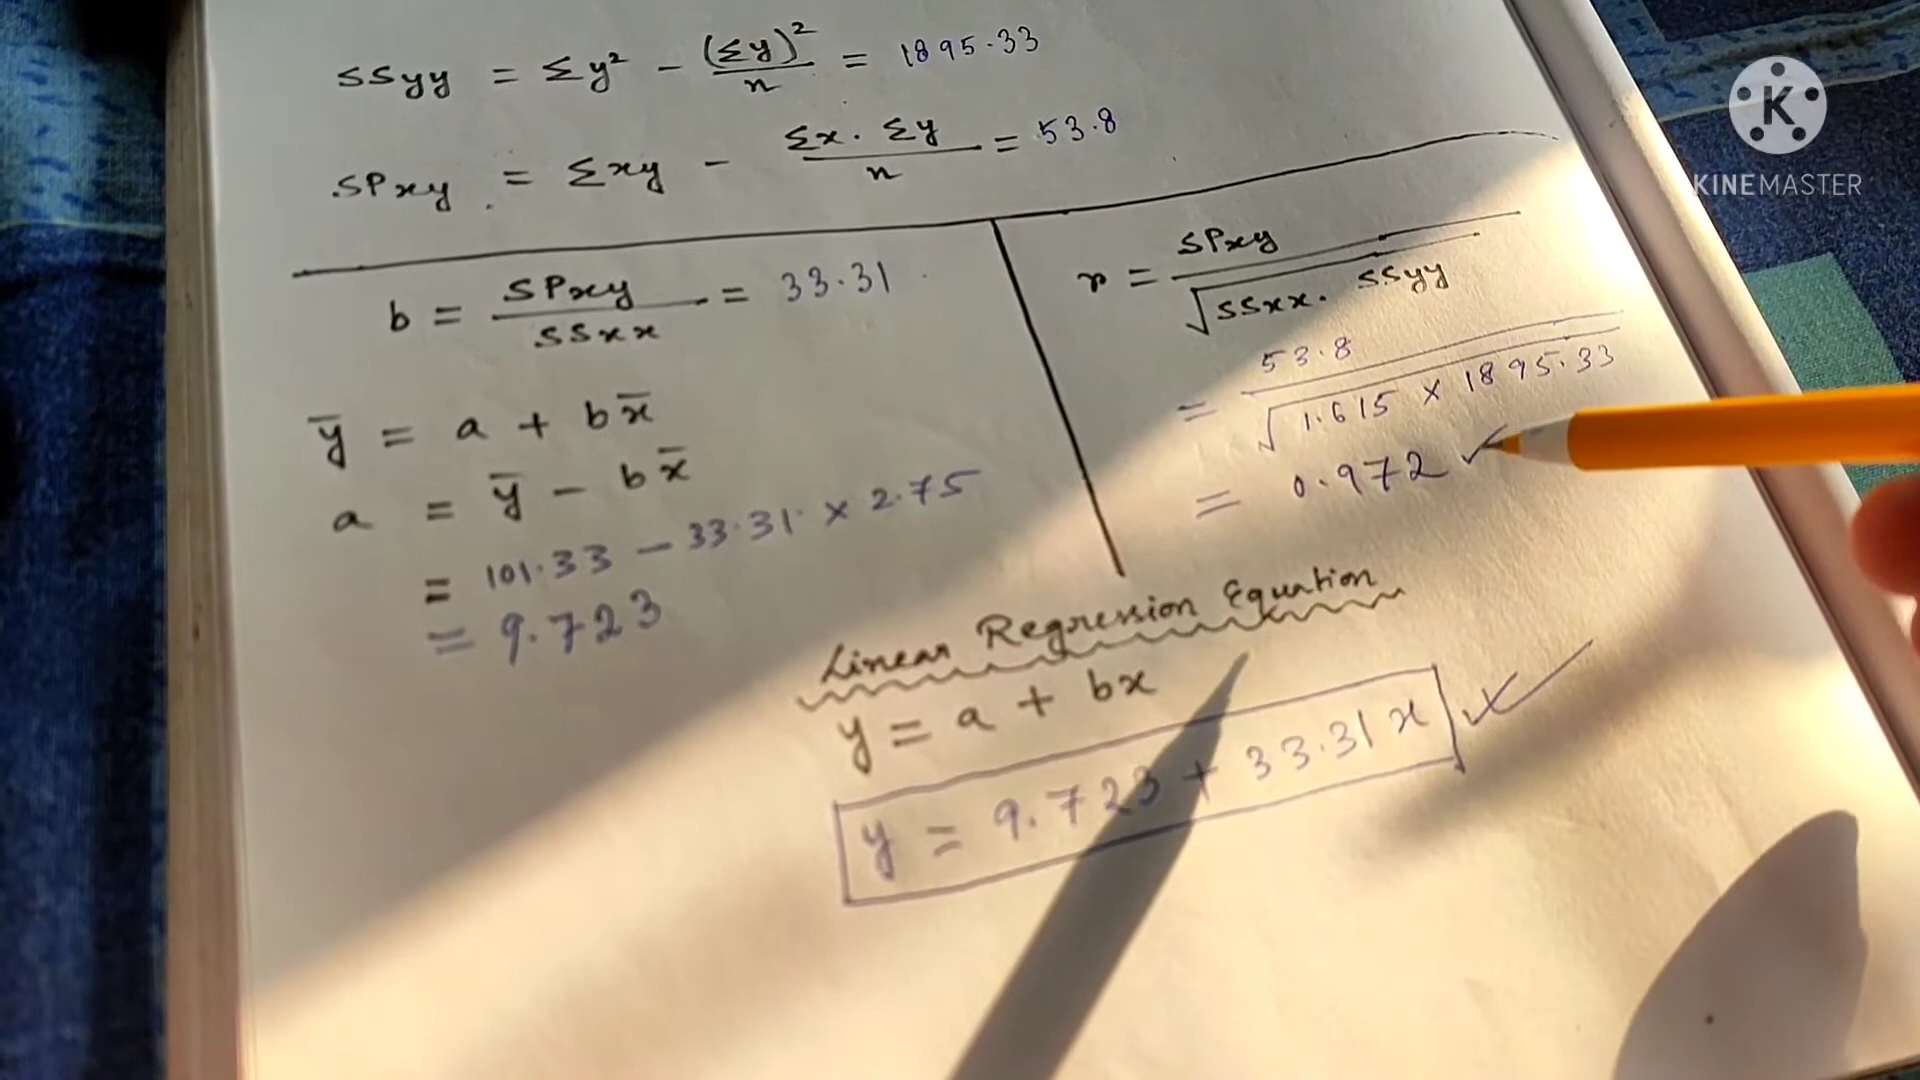 SSyy = Σy² - (Σy)²/n = 1895.33
SPxy = Σxy - Σx. Σy/n = 53.8
b = SPxy/SSxx = 33.31
y̅ = a + bx̅
a = y̅ - bx̅
= 101.33 - 33.31 × 2.75
= 9.723
r = SPxy/√SSxx. SSyy
= 53.8/√1.615 × 1895.33
= 0.972 ✓
Linear Regression Equation
y = a + bx
y = 9.723 + 33.31x ✓
K
KINEMASTER